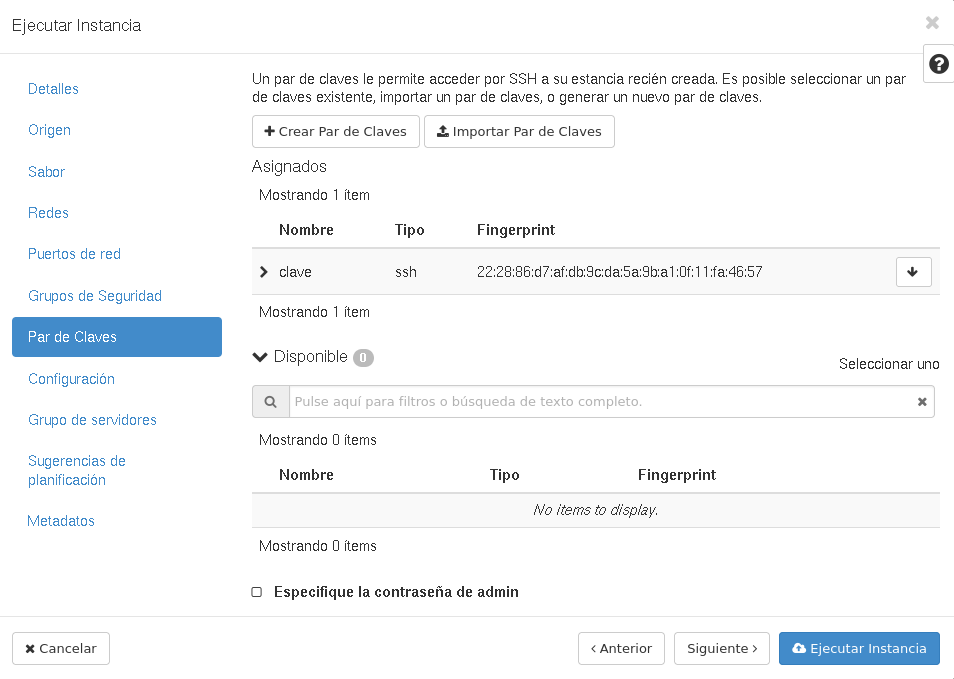 Ejecutar Instancia
Detalles
Origen
Sabor
Redes
Puertos de red
Grupos de Seguridad
Par de Claves
Configuración
Grupo de servidores
Sugerencias de
planificación
Metadatos
Un par de claves le permite acceder por SSH a su estancia recién creada. Es posible seleccionar un par
de claves existente, importar un par de claves, o generar un nuevo par de claves.
Crear Par de Claves Importar Par de Claves
Asignados
Mostrando 1 ítem
Nombre Tipo Fingerprint
clave ssh 22:28:86:d7:af:db:9c:da:5a:9b:a1:0f:11:fa:46:57
Mostrando 1 ítem
Disponible 0
Seleccionar uno
Pulse aquí para filtros o búsqueda de texto completo.
Mostrando 0 ítems
Nombre Tipo Fingerprint
No items to display.
Mostrando 0 ítems
Especifique la contraseña de admin
Cancelar ‹ Anterior Siguiente › Ejecutar Instancia